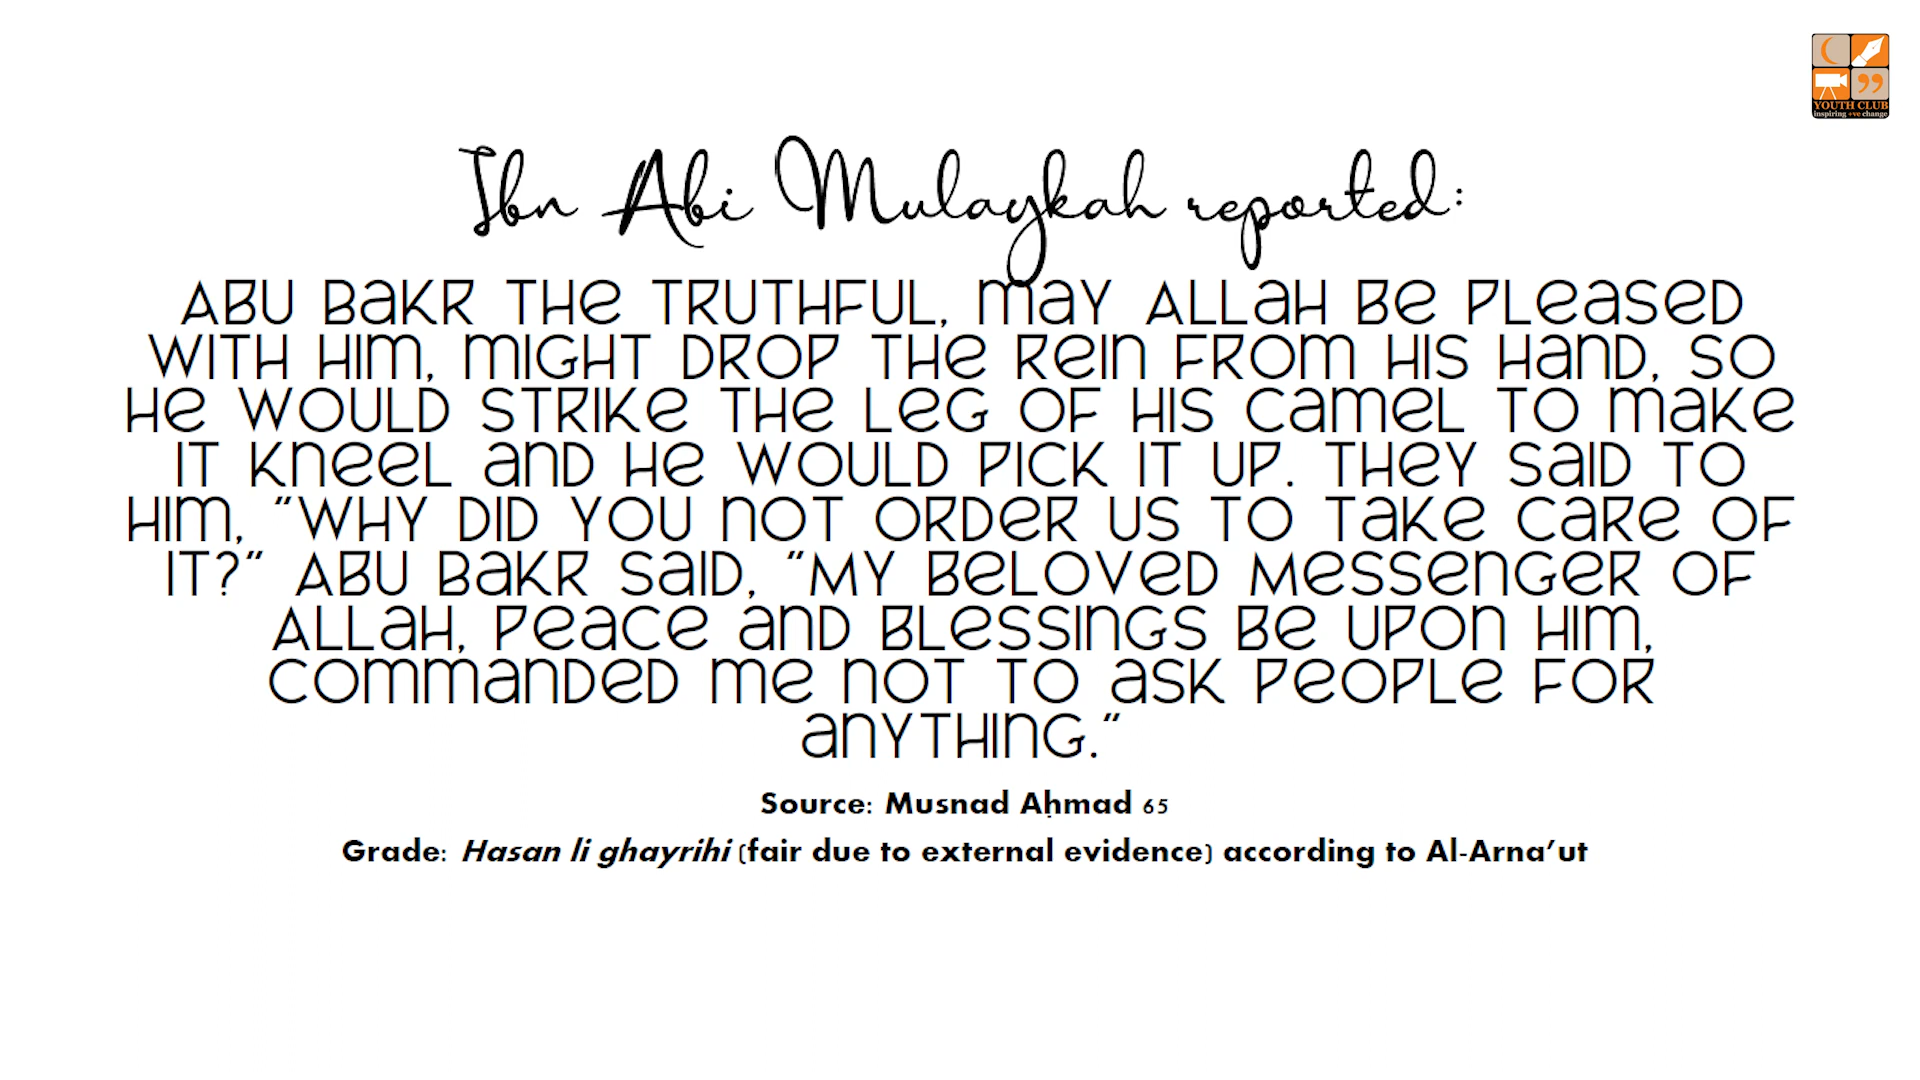 YOUTH CLUB
inspiring +ve change
Ibn Abi Mulaykah reported:
ABU BAKR THE TRUTHFUL, MAY ALLAH BE PLEASED
WITH HIM, MIGHT DROP THE REIN FROM HIS HAND, SO
HE WOULD STRIKE THE LEG OF HIS CAMEL TO MAKE
IT KNEEL AND HE WOULD PICK IT UP. THEY SAID TO
HIM, "WHY DID YOU NOT ORDER US TO TAKE CARE OF
IT?" ABU BAKR SAID, "MY BELOVED MESSENGER OF
ALLAH, PEACE AND BLESSINGS BE UPON HIM,
COMMANDED ME NOT TO ASK PEOPLE FOR
ANYTHING."
Source: Musnad Aḥmad 65
Grade: Hasan li ghayrihi (fair due to external evidence) according to Al-Arna'ut